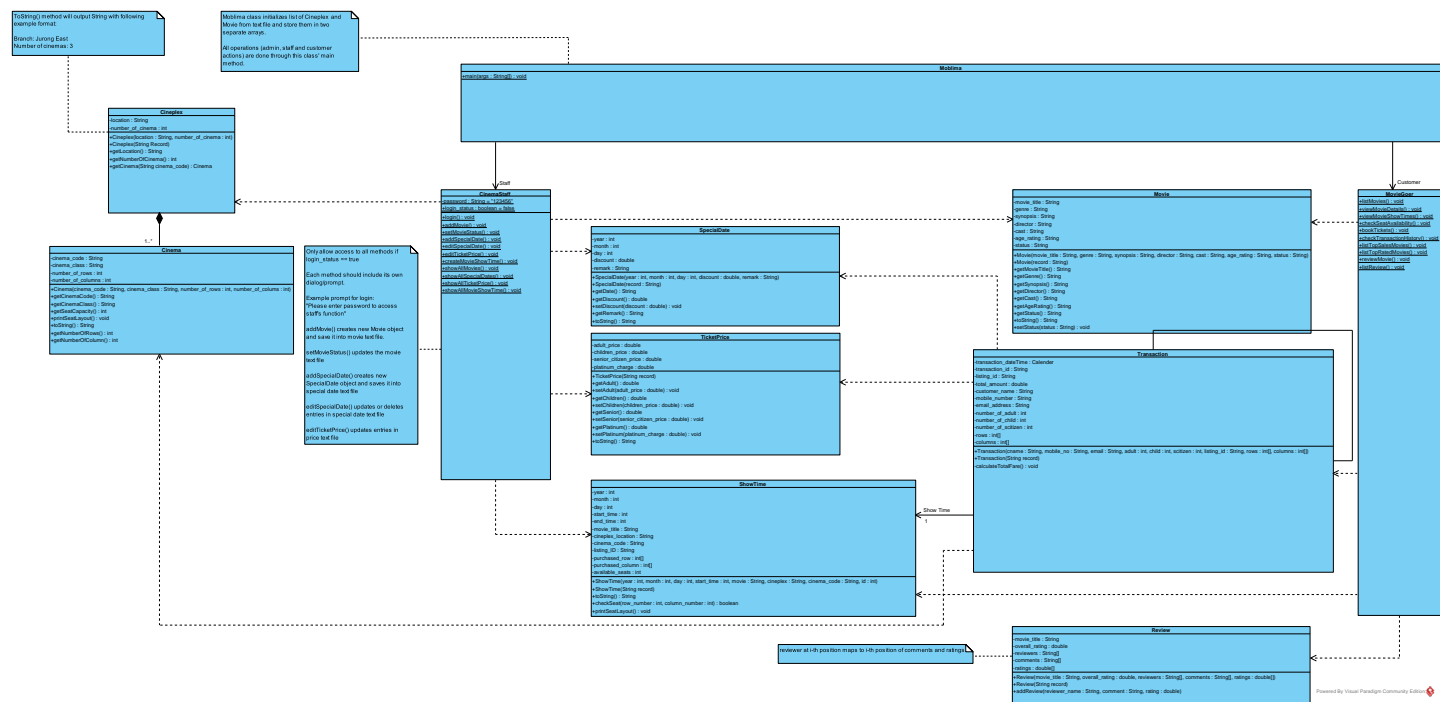 ToString() method will output String with following
example format:
Branch: Jurong East
Number of cinemas: 3
Moblima class initializes list of Cineplex and
Movie from text file and store them in two
separate arrays.
All operations (admin, staff and customer
actions) are done through this class' main
method.
Moblima
+main(args : String[]) : void
Cineplex
-location : String
-number_of_cinema : int
+Cineplex(location : String, number_of_cinema : int)
+Cineplex(String Record)
+getLocation() : String
+getNumberOfCinema() : int
+getCinema(String cinema_code) : Cinema
1..*
Cinema
-cinema_code : String
-cinema_class : String
-number_of_rows : int
-number_of_columns : int
+Cinema(cinema_code : String, cinema_class : String, number_of_rows : int, number_of_colums : int)
+getCinemaCode() : String
+getCinemaClass() : String
+getSeatCapacity() : int
+printSeatLayout() : void
+toString() : String
+getNumberOfRows() : int
+getNumberOfColumn() : int
Only allow access to all methods if
login_status == true
Each method should include its own
dialog/prompt.
Example prompt for login:
"Please enter password to access
staff's function"
addMovie() creates new Movie object
and save it into movie text file.
setMovieStatus() updates the movie
text file
addSpecialDate() creates new
SpecialDate object and saves it into
special date text file
editSpecialDate() updates or deletes
entries in special date text file
editTicketPrice() updates entries in
price text file
Staff
CinemaStaff
-password : String = "123456"
+login_status : boolean = false
+login() : void
+addMovie() : void
+setMovieStatus() : void
+addSpecialDate() : void
+editSpecialDate() : void
+editTicketPrice() : void
+createMovieShowTime() : void
+showAllMovies() : void
+showAllSpecialDates() : void
+showAllTicketPrice() : void
+showAllMovieShowTime() : void
SpecialDate
-year : int
-month : int
-day : int
-discount : double
-remark : String
+SpecialDate(year : int, month : int, day : int, discount : double, remark : String)
+SpecialDate(record : String)
+getDate() : String
+getDiscount() : double
+setDiscount(discount : double) : void
+getRemark() : String
+toString() : String
TicketPrice
-adult_price : double
-children_price : double
-senior_citizen_price : double
-platinum_charge : double
+TicketPrice(String record)
+getAdult() : double
+setAdult(adult_price : double) : void
+getChildren() : double
+setChildren(children_price : double) : void
+getSenior() : double
+setSenior(senior_citizen_price : double) : void
+getPlatinum() : double
+setPlatinum(platinum_charge : double) : void
+toString() : String
ShowTime
-year : int
-month : int
-day : int
-start_time : int
-end_time : int
-movie_title : String
-cineplex_location : String
-cinema_code : String
-listing_ID : String
-purchased_row : int[]
-purchased_column : int[]
-available_seats : int
+ShowTime(year : int, month : int, day : int, start_time : int, movie : String, cineplex : String, cinema_code : String, id : int)
+ShowTime(String record)
+toString() : String
+checkSeat(row_number : int, column_number : int) : boolean
+printSeatLayout() : void
Movie
-movie_title : String
-genre : String
-synopsis : String
-director : String
-cast : String
-age_rating : String
-status : String
+Movie(movie_title : String, genre : String, synopsis : String, director : String, cast : String, age_rating : String, status : String)
+Movie(record : String)
+getMovieTitle() : String
+getGenre() : String
+getSynopsis() : String
+getDirector() : String
+getCast() : String
+getAgeRating() : String
+getStatus() : String
+toString() : String
+setStatus(status : String) : void
Customer
MovieGoer
+listMovies() : void
+viewMovieDetails() : void
+viewMovieShowTimes() : void
+checkSeatAvailability() : void
+bookTickets() : void
+checkTransactionHistory() : void
+listTopSalesMovies() : void
+listTopRatedMovies() : void
+reviewMovie() : void
+listReview() : void
Transaction
-transaction_dateTime : Calender
-transaction_id : String
-listing_id : String
-total_amount : double
-customer_name : String
-mobile_number : String
-email_address : String
-number_of_adult : int
-number_of_child : int
-number_of_scitizen : int
-rows : int[]
-columns : int[]
+Transaction(cname : String, mobile_no : String, email : String, adult : int, child : int, scitizen : int, listing_id : String, rows : int[], columns : int[])
+Transaction(String record)
-calculateTotalFare() : void
Show Time
1
reviewer at i-th position maps to i-th position of comments and ratings
Review
-movie_title : String
-overall_rating : double
-reviewers : String[]
-comments : String[]
-ratings : double[]
+Review(movie_title : String, overall_rating : double, reviewers : String[], comments : String[], ratings : double[])
+Review(String record)
+addReview(reviewer_name : String, comment : String, rating : double)
Powered By Visual Paradigm Community Edition